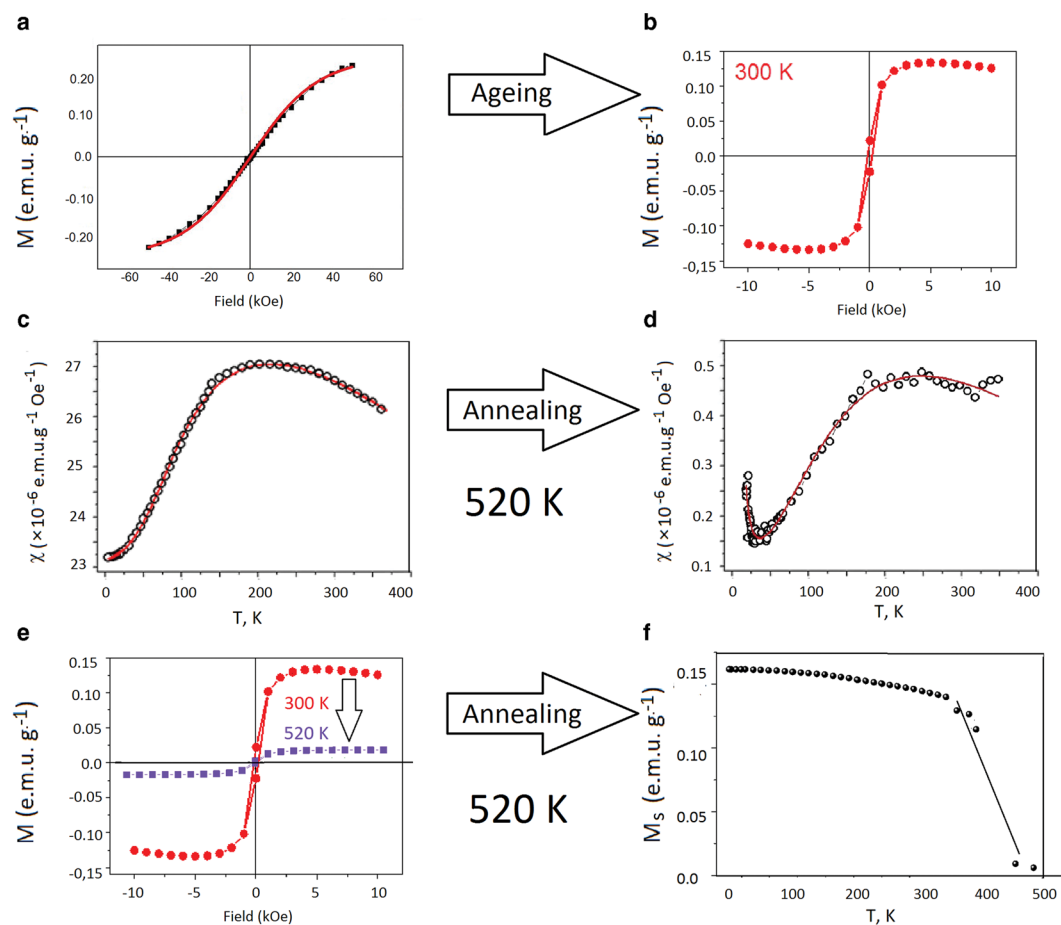 a
0.20
0.10
0.0
-0.10
-0.20
M (e.m.u. g⁻¹)
-60 -40 -20 0 20 40 60
Field (kOe)
Ageing
b
300 K
0.15
0.10
0.05
0.0
-0.05
-0.10
-0,15
M (e.m.u. g⁻¹)
-10 -5 0 5 10
Field (kOe)
c
27
26
25
24
23
χ (×10⁻⁶ e.m.u.g⁻¹ Oe⁻¹)
0 100 200 300 400
T, K
Annealing
520 K
d
0.5
0.4
0.3
0.2
0.1
χ (×10⁻⁶ e.m.u.g⁻¹ Oe⁻¹)
0 100 200 300 400
T, K
e
0.15
0.10
0.05
0.0
-0.05
-0.10
-0,15
M (e.m.u. g⁻¹)
300 K
520 K
-10 -5 0 5 10
Field (kOe)
Annealing
520 K
f
0.15
0.10
0.0
Mₛ (e.m.u. g⁻¹)
0 100 200 300 400 500
T, K